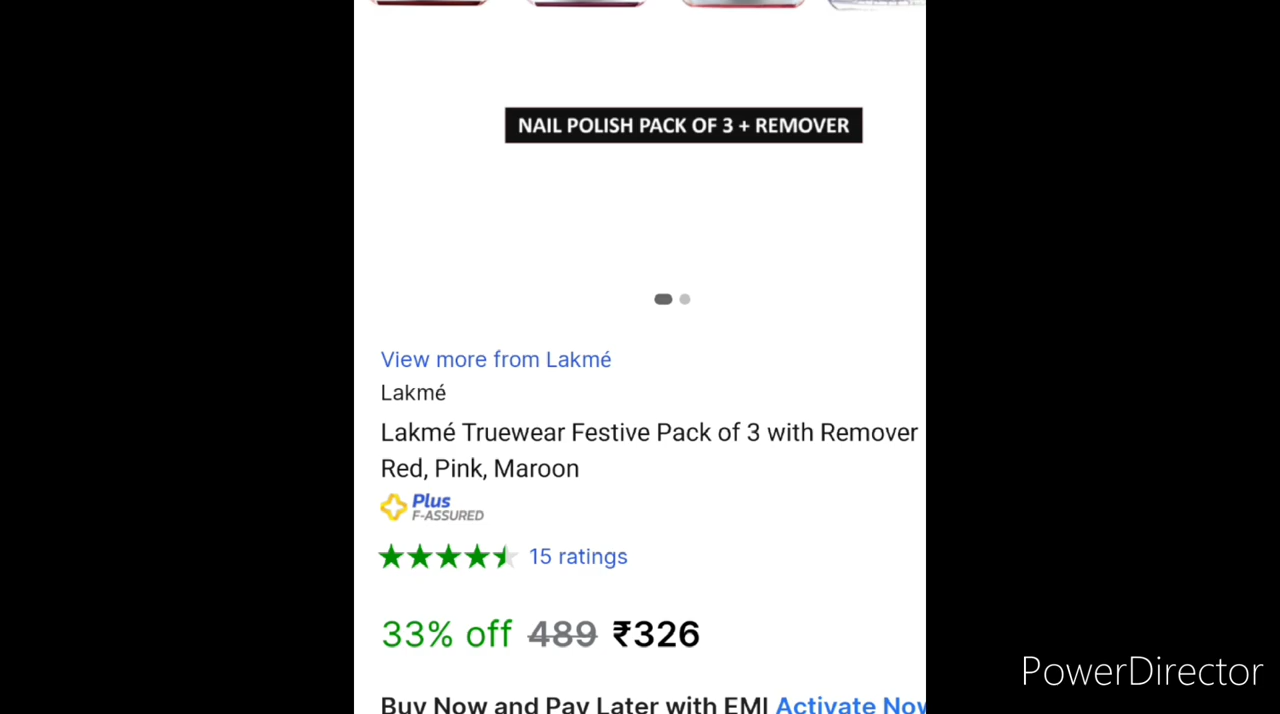 NAIL POLISH PACK OF 3 + REMOVER
View more from Lakmé
Lakmé
Lakmé Truewear Festive Pack of 3 with Remover
Red, Pink, Maroon
Plus
F-ASSURED
15 ratings
33% off 489 ₹326
Buy Now and Pay Later with EMI Activate Now
PowerDirector